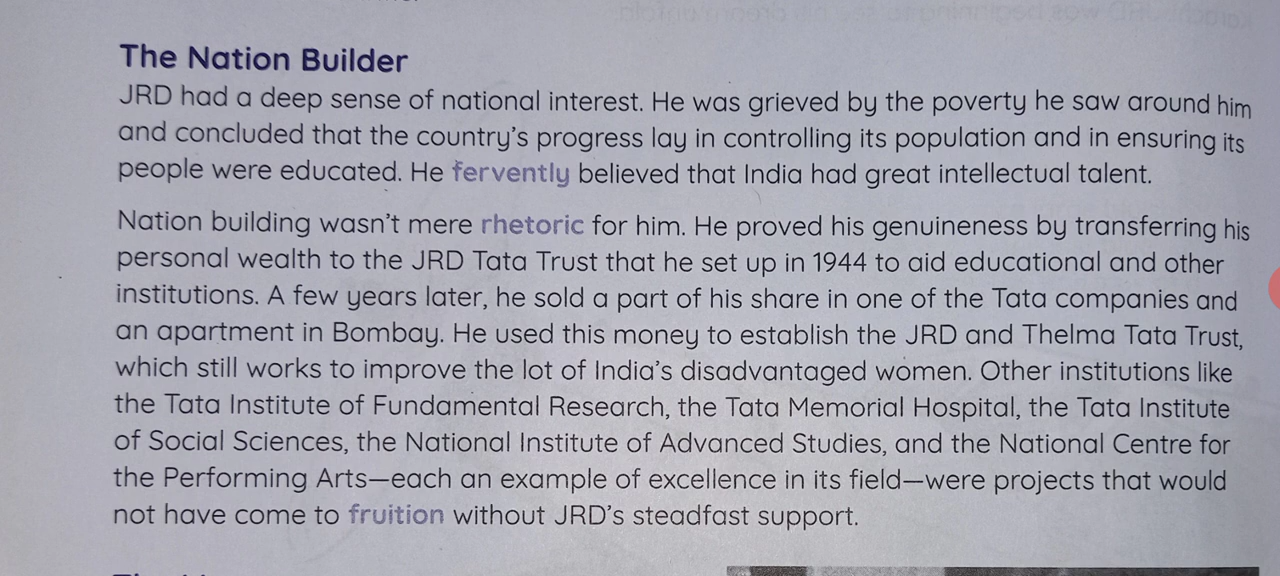 The Nation Builder
JRD had a deep sense of national interest. He was grieved by the poverty he saw around him
and concluded that the country's progress lay in controlling its population and in ensuring its
people were educated. He fervently believed that India had great intellectual talent.
Nation building wasn't mere rhetoric for him. He proved his genuineness by transferring his
personal wealth to the JRD Tata Trust that he set up in 1944 to aid educational and other
institutions. A few years later, he sold a part of his share in one of the Tata companies and
an apartment in Bombay. He used this money to establish the JRD and Thelma Tata Trust,
which still works to improve the lot of India's disadvantaged women. Other institutions like
the Tata Institute of Fundamental Research, the Tata Memorial Hospital, the Tata Institute
of Social Sciences, the National Institute of Advanced Studies, and the National Centre for
the Performing Arts—each an example of excellence in its field—were projects that would
not have come to fruition without JRD's steadfast support.